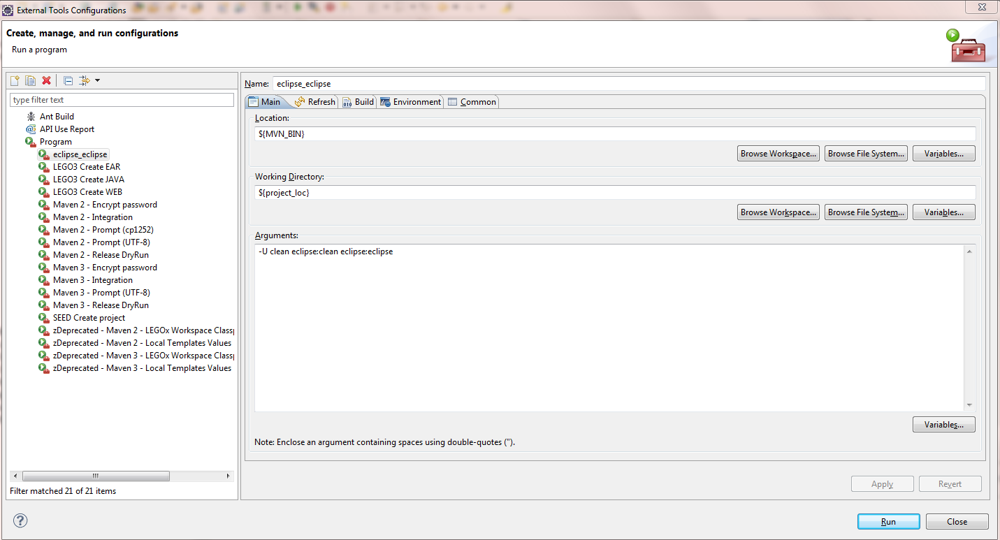 External Tools Configurations
Create, manage, and run configurations
Run a program
type filter text
Ant Build
API Use Report
Program
eclipse_eclipse
LEGO3 Create EAR
LEGO3 Create JAVA
LEGO3 Create WEB
Maven 2 - Encrypt password
Maven 2 - Integration
Maven 2 - Prompt (cp1252)
Maven 2 - Prompt (UTF-8)
Maven 2 - Release DryRun
Maven 3 - Encrypt password
Maven 3 - Integration
Maven 3 - Prompt (UTF-8)
Maven 3 - Release DryRun
SEED Create project
zDeprecated - Maven 2 - LEGOx Workspace Classp
zDeprecated - Maven 2 - Local Templates Values
zDeprecated - Maven 3 - LEGOx Workspace Classp
zDeprecated - Maven 3 - Local Templates Values
Filter matched 21 of 21 items
Name: eclipse_eclipse
Main Refresh Build Environment Common
Location:
${MVN_BIN}
Browse Workspace... Browse File System... Variables...
Working Directory:
${project_loc}
Browse Workspace... Browse File System... Variables...
Arguments:
-U clean eclipse:clean eclipse:eclipse
Variables...
Note: Enclose an argument containing spaces using double-quotes (").
Apply Revert
? Run Close